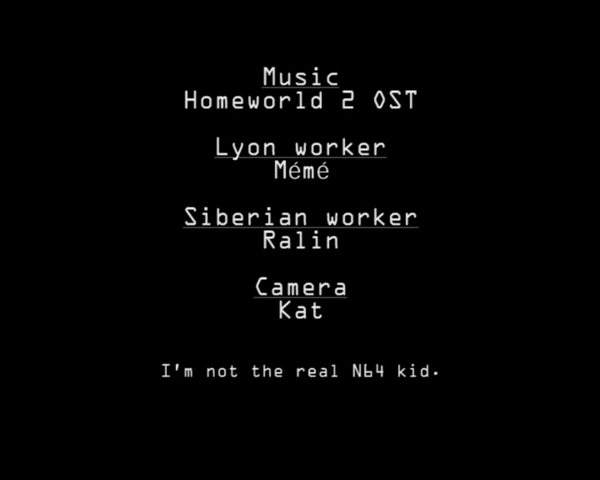 Music
Homeworld 2 OST
Lyon worker
Mémé
Siberian worker
Ralin
Camera
Kat
I'm not the real N64 kid.